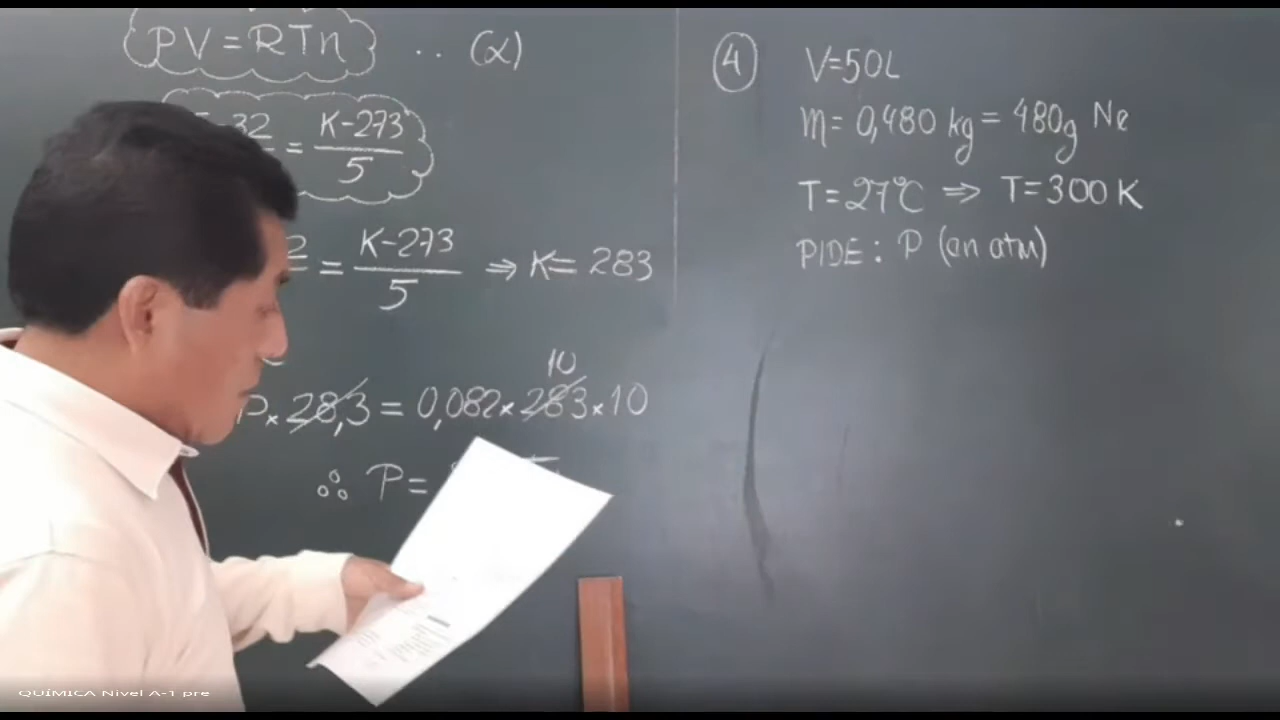 PV = RTn .. (α)
32 = K-273
5
2 = K-273 ⇒ K= 283
5
10
P × 28,3 = 0,082 × 283 × 10
∴ P=
④ V=50L
m= 0,480 kg = 480g Ne
T= 27°C ⇒ T= 300 K
PIDE : P (en atm)
QUÍMICA Nivel A-1 pre